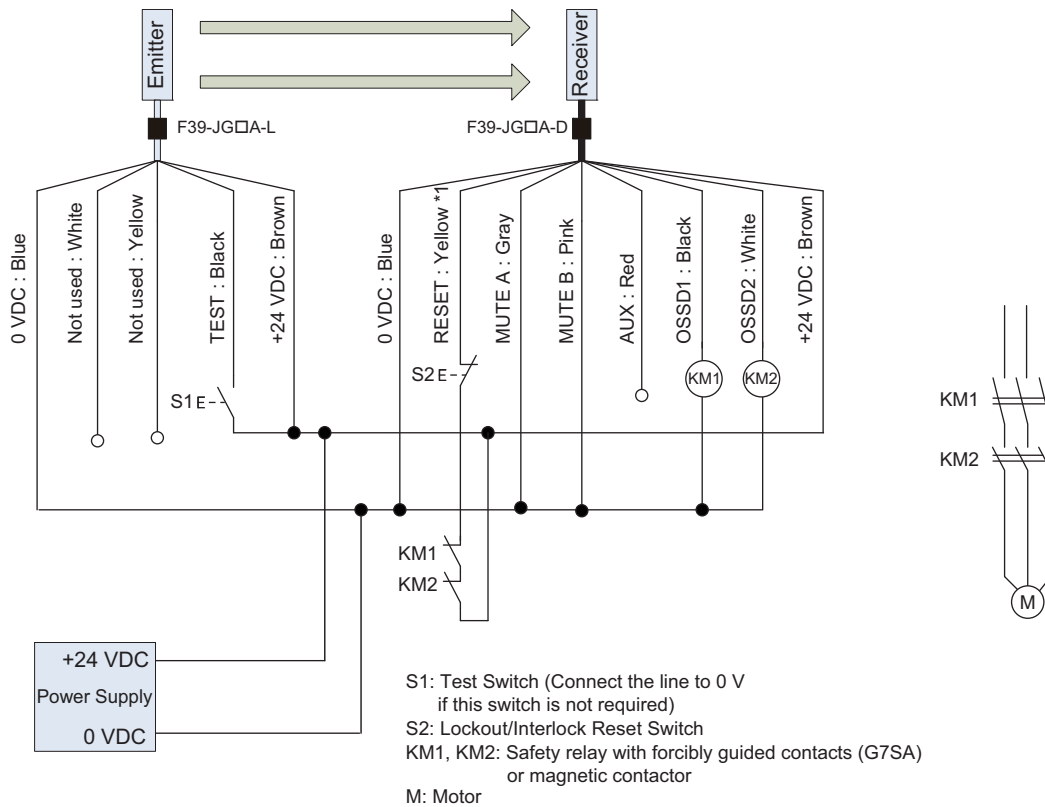 Emitter
Receiver
F39-JG□A-L
F39-JG□A-D
0 VDC : Blue
Not used : White
Not used : Yellow
TEST : Black
+24 VDC : Brown
0 VDC : Blue
RESET : Yellow *1
MUTE A : Gray
MUTE B : Pink
AUX : Red
OSSD1 : Black
OSSD2 : White
+24 VDC : Brown
S1 E
S2 E
KM1
KM2
KM1
KM2
KM1
KM2
M
+24 VDC
Power Supply
0 VDC
S1: Test Switch (Connect the line to 0 V
if this switch is not required)
S2: Lockout/Interlock Reset Switch
KM1, KM2: Safety relay with forcibly guided contacts (G7SA)
or magnetic contactor
M: Motor